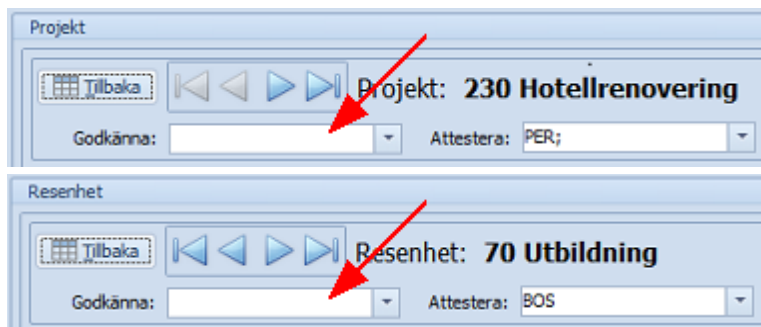 Projekt
Tillbaka Projekt: 230 Hotellrenovering
Godkänna: Attestera: PER;
Resenhet
Tillbaka Resenhet: 70 Utbildning
Godkänna: Attestera: BOS